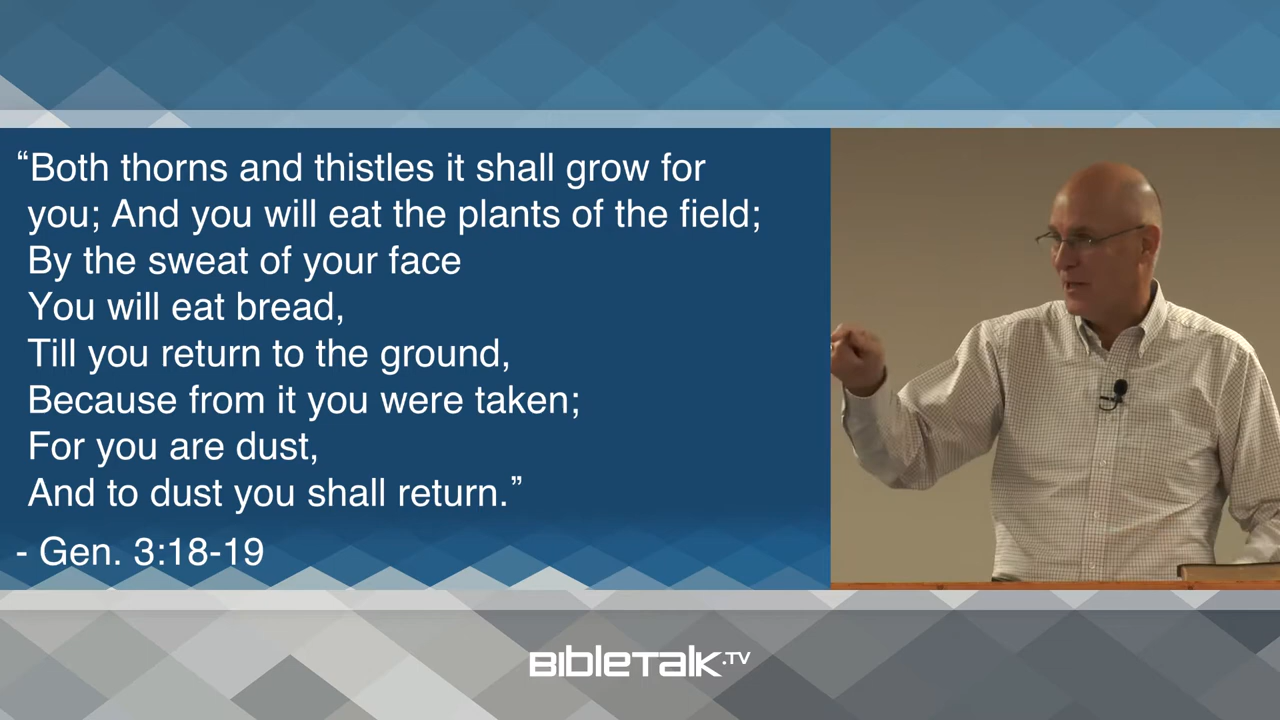 “Both thorns and thistles it shall grow for
you; And you will eat the plants of the field;
By the sweat of your face
You will eat bread,
Till you return to the ground,
Because from it you were taken;
For you are dust,
And to dust you shall return.”
- Gen. 3:18-19
BIBLETALK.TV